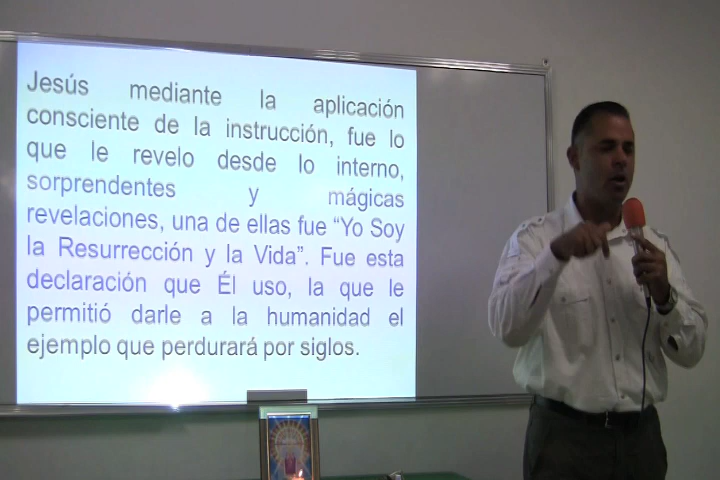 Jesús mediante la aplicación
consciente de la instrucción, fue lo
que le revelo desde lo interno,
sorprendentes y mágicas
revelaciones, una de ellas fue “Yo Soy
la Resurrección y la Vida”. Fue esta
declaración que Él uso, la que le
permitió darle a la humanidad el
ejemplo que perdurará por siglos.